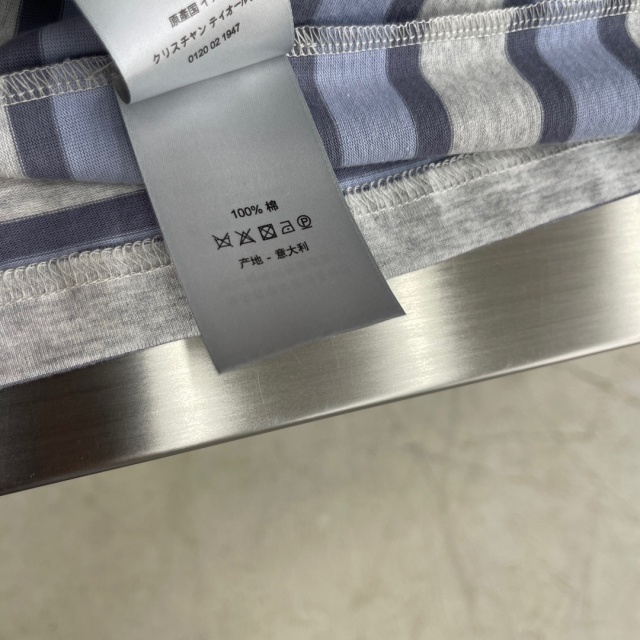 原産国 イ
クリスチャン ディオール
0120 02 1947
100% 棉
产地：意大利